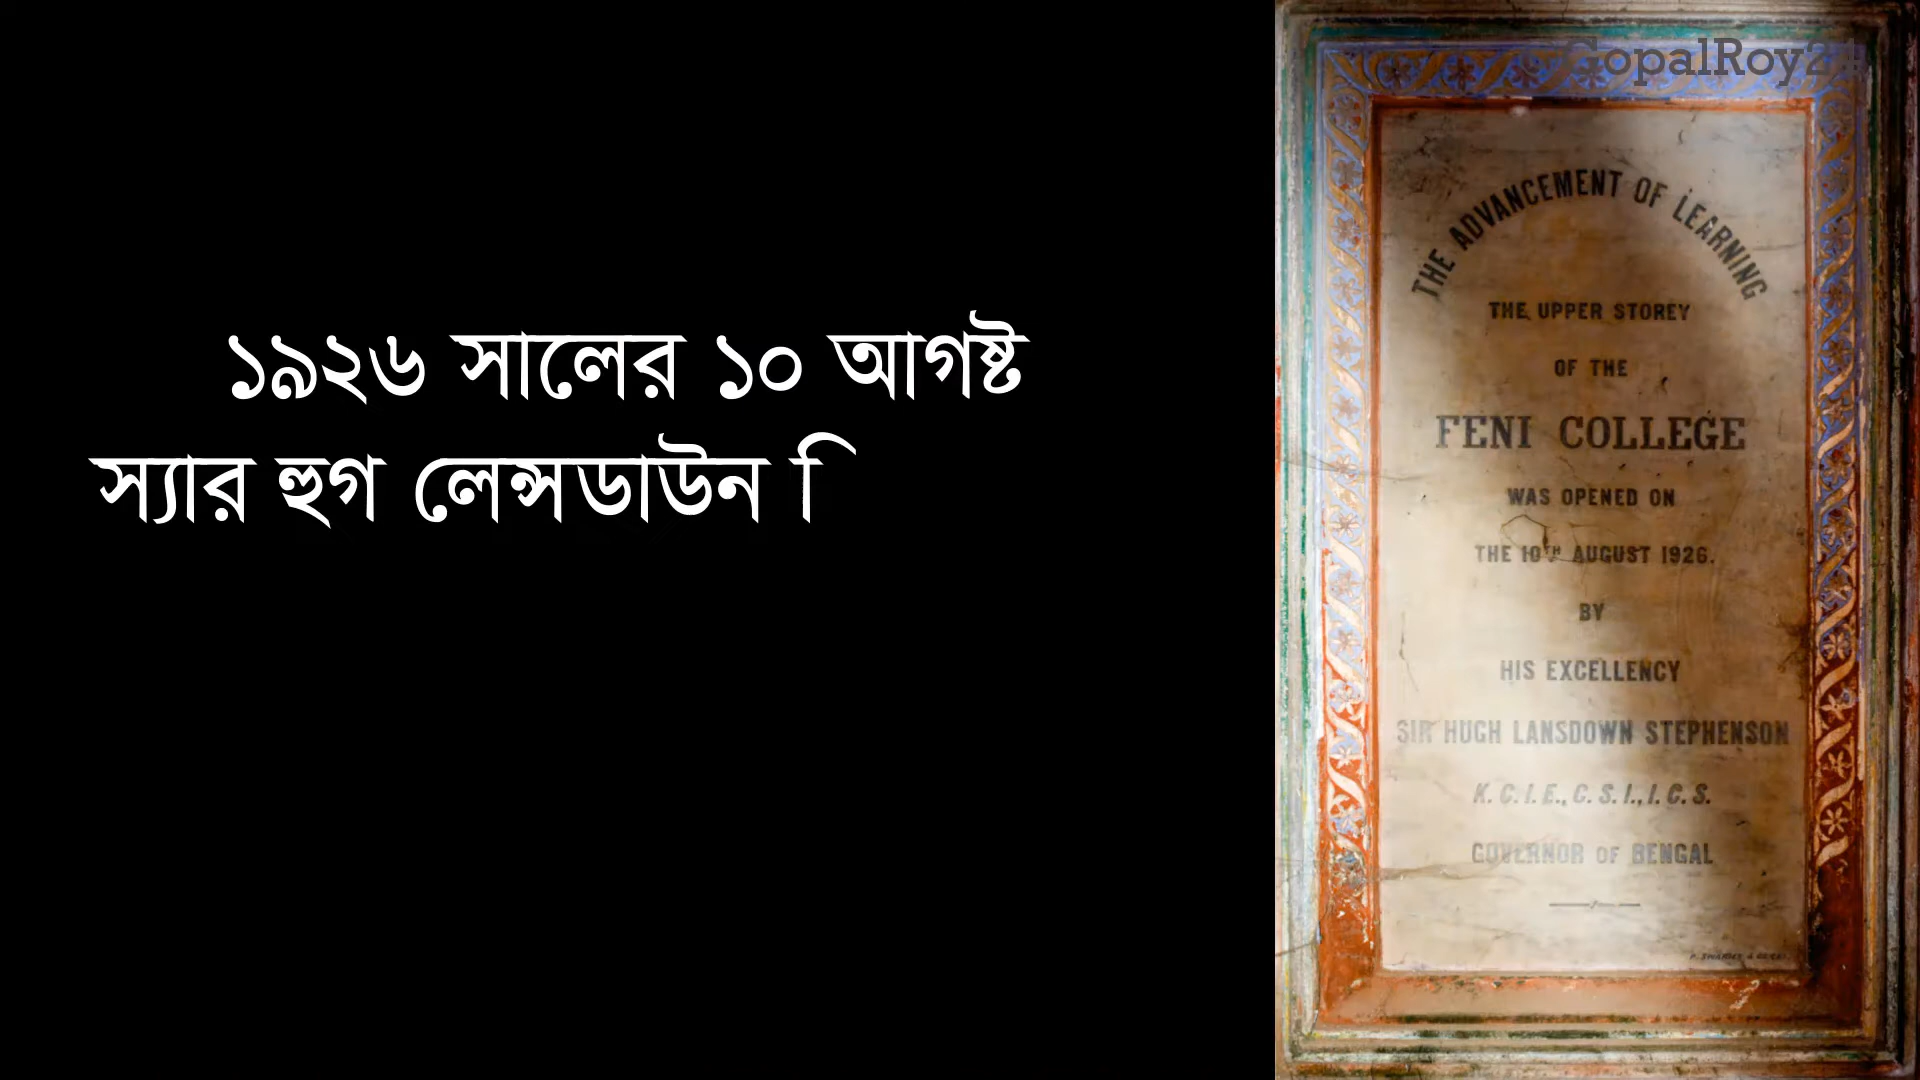 ১৯২৬ সালের ১০ আগষ্ট
স্যার হুগ লেন্সডাউন ি
GopalRoy24
THE ADVANCEMENT OF LEARNING
THE UPPER STOREY
OF THE
FENI COLLEGE
WAS OPENED ON
THE 10TH AUGUST 1926.
BY
HIS EXCELLENCY
SIR HUGH LANSDOWN STEPHENSON
K. C. I. E., C. S. I., I. C. S.
GOVERNOR OF BENGAL